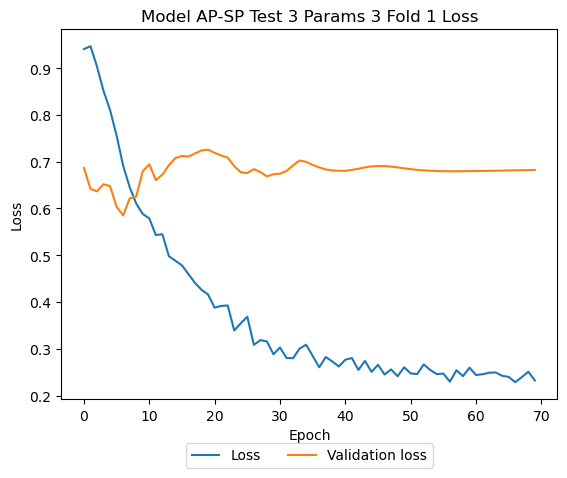 Model AP-SP Test 3 Params 3 Fold 1 Loss
0.9
0.8
0.7
0.6
0.5
0.4
0.3
0.2
Loss
0 10 20 30 40 50 60 70
Epoch
Loss Validation loss